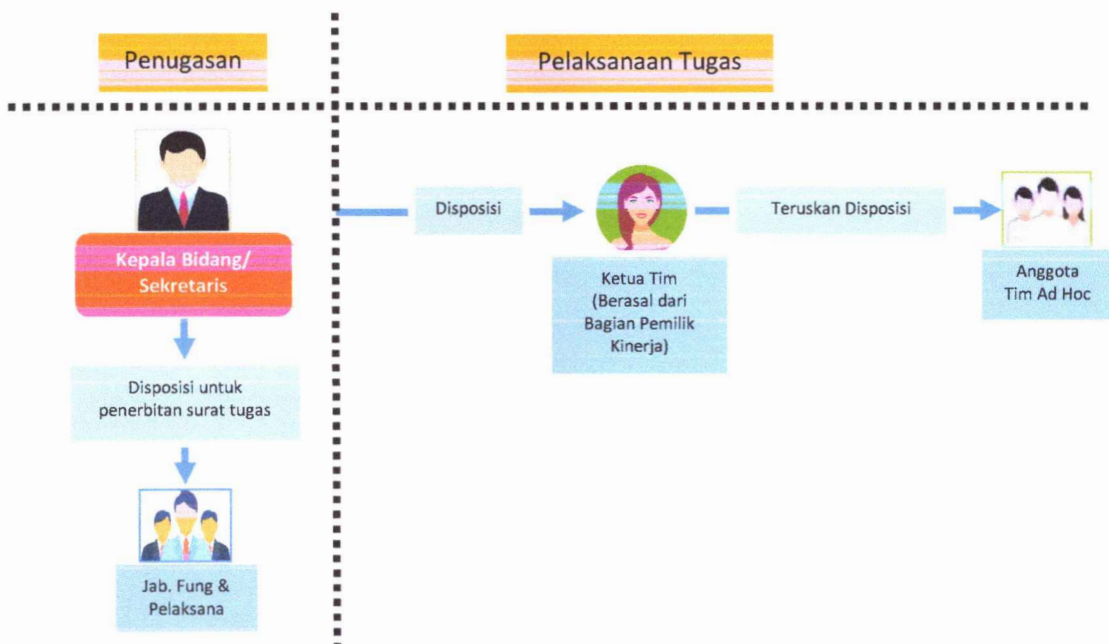 Penugasan
Pelaksanaan Tugas
Kepala Bidang/
Sekretaris
Disposisi untuk
penerbitan surat tugas
Jab. Fung &
Pelaksana
Disposisi
Ketua Tim
(Berasal dari
Bagian Pemilik
Kinerja)
Teruskan Disposisi
Anggota
Tim Ad Hoc